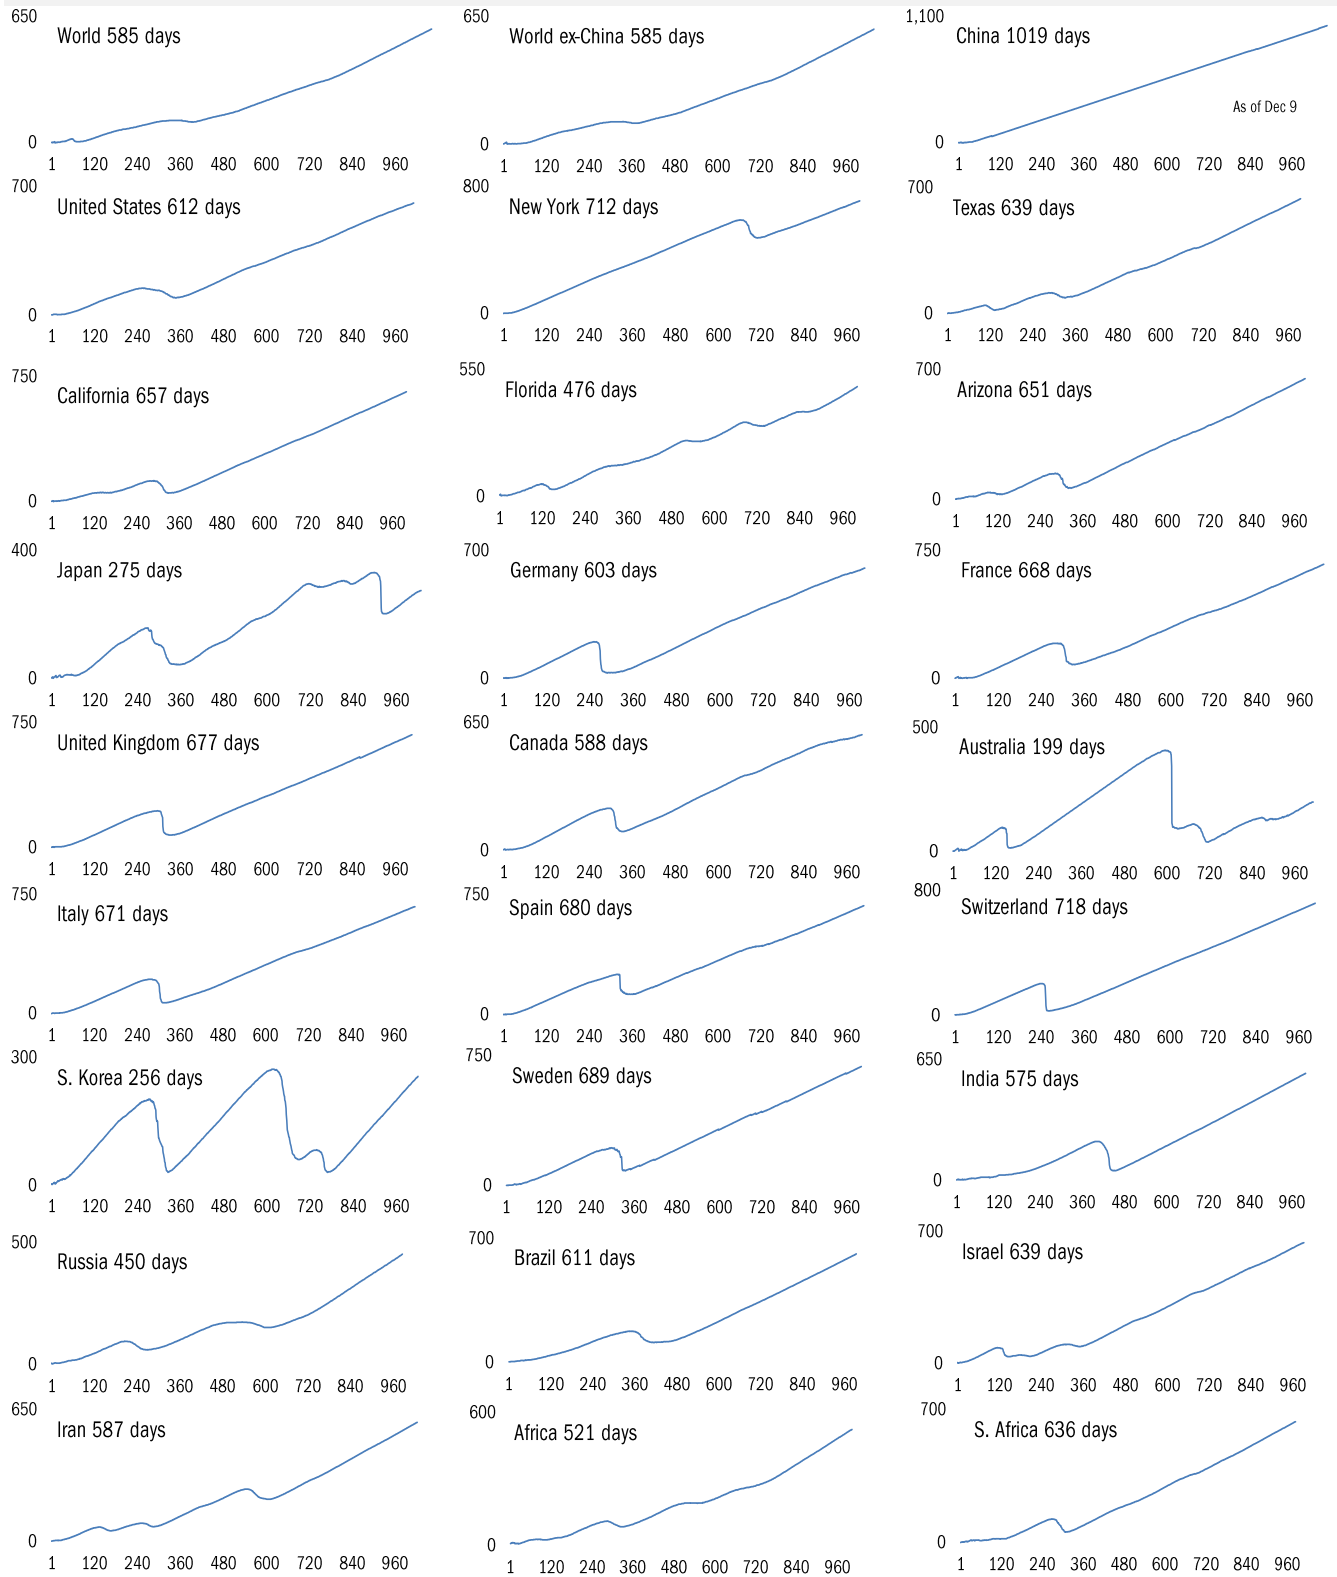 650
World 585 days
0
1 120 240 360 480 600 720 840 960
650
World ex-China 585 days
0
1 120 240 360 480 600 720 840 960
1,100
China 1019 days
As of Dec 9
0
1 120 240 360 480 600 720 840 960
700
United States 612 days
0
1 120 240 360 480 600 720 840 960
800
New York 712 days
0
1 120 240 360 480 600 720 840 960
700
Texas 639 days
0
1 120 240 360 480 600 720 840 960
750
California 657 days
0
1 120 240 360 480 600 720 840 960
550
Florida 476 days
0
1 120 240 360 480 600 720 840 960
700
Arizona 651 days
0
1 120 240 360 480 600 720 840 960
400
Japan 275 days
0
1 120 240 360 480 600 720 840 960
700
Germany 603 days
0
1 120 240 360 480 600 720 840 960
750
France 668 days
0
1 120 240 360 480 600 720 840 960
750
United Kingdom 677 days
0
1 120 240 360 480 600 720 840 960
650
Canada 588 days
0
1 120 240 360 480 600 720 840 960
500
Australia 199 days
0
1 120 240 360 480 600 720 840 960
750
Italy 671 days
0
1 120 240 360 480 600 720 840 960
750
Spain 680 days
0
1 120 240 360 480 600 720 840 960
800
Switzerland 718 days
0
1 120 240 360 480 600 720 840 960
300
S. Korea 256 days
0
1 120 240 360 480 600 720 840 960
750
Sweden 689 days
0
1 120 240 360 480 600 720 840 960
650
India 575 days
0
1 120 240 360 480 600 720 840 960
500
Russia 450 days
0
1 120 240 360 480 600 720 840 960
700
Brazil 611 days
0
1 120 240 360 480 600 720 840 960
700
Israel 639 days
0
1 120 240 360 480 600 720 840 960
650
Iran 587 days
0
1 120 240 360 480 600 720 840 960
600
Africa 521 days
0
1 120 240 360 480 600 720 840 960
700
S. Africa 636 days
0
1 120 240 360 480 600 720 840 960